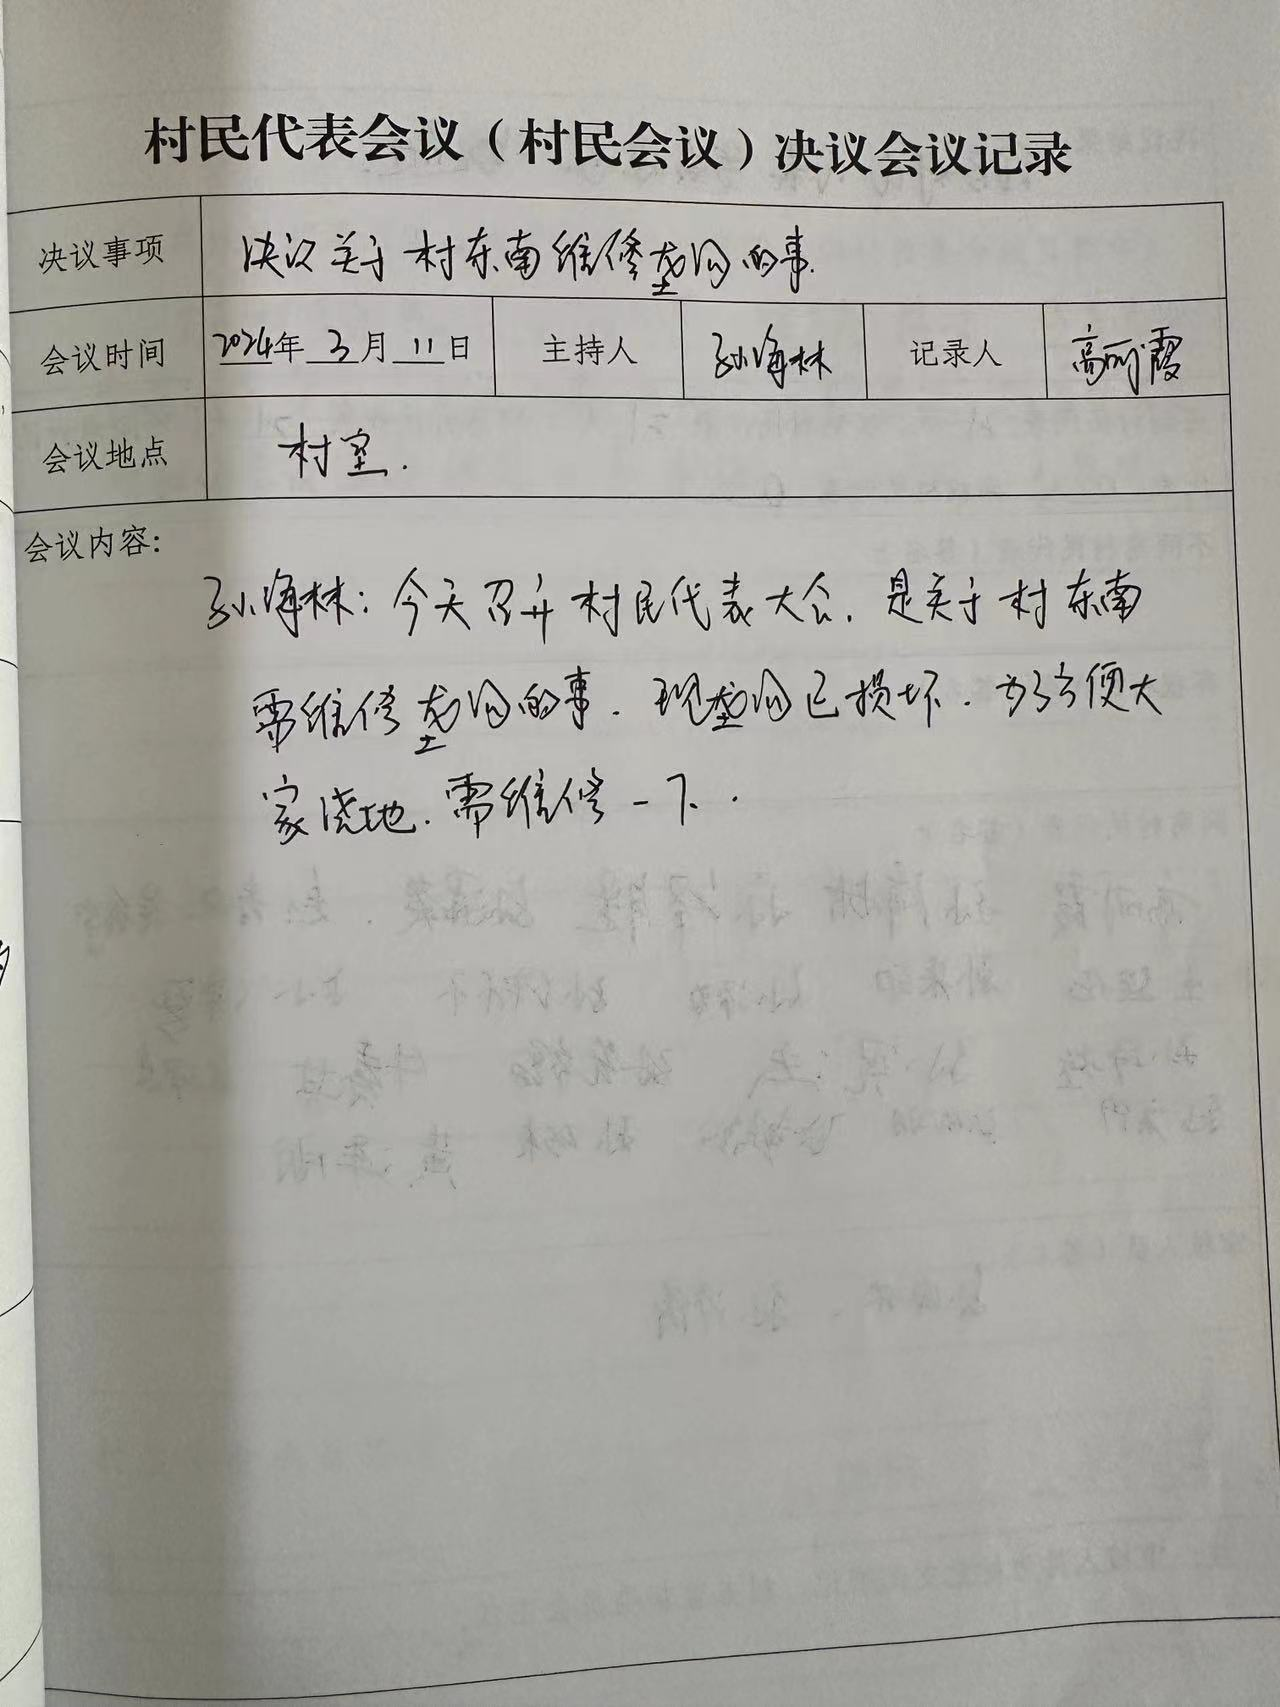 村民代表会议（村民会议）决议会议记录
决议事项 决议关于村东南维修垄沟的事.
会议时间 2024年 3月 11日 主持人 孙海林 记录人 高丽霞
会议地点 村室.
会议内容:
孙海林: 今天召开村民代表大会. 是关于村东南
需维修垄沟的事. 现垄沟已损坏. 为了方便大
家浇地. 需维修一下.